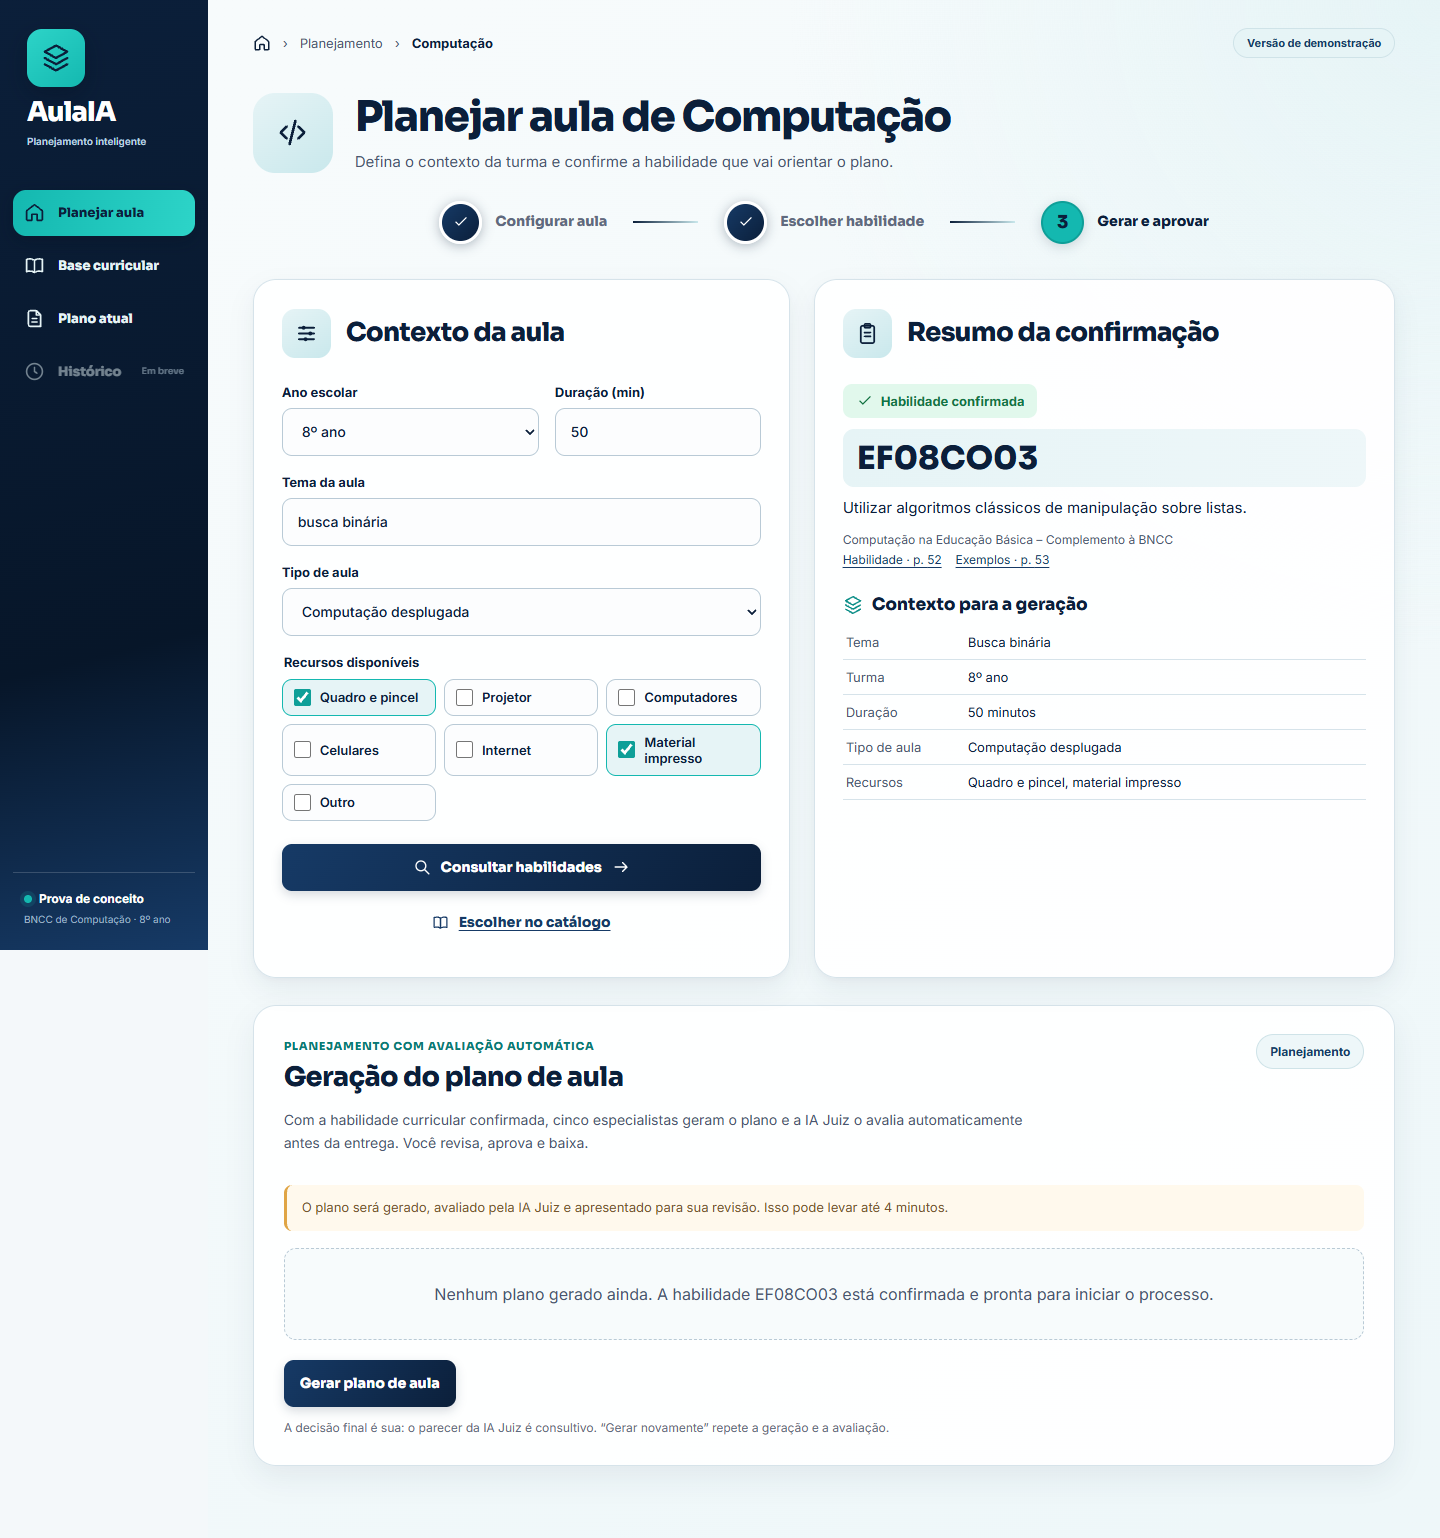 AulaIA
Planejamento inteligente
Planejar aula
Base curricular
Plano atual
Histórico Em breve
Prova de conceito
BNCC de Computação · 8º ano
› Planejamento › Computação
Versão de demonstração
Planejar aula de Computação
Defina o contexto da turma e confirme a habilidade que vai orientar o plano.
Configurar aula
Escolher habilidade
3 Gerar e aprovar
Contexto da aula
Ano escolar
8º ano
Duração (min)
50
Tema da aula
busca binária
Tipo de aula
Computação desplugada
Recursos disponíveis
Quadro e pincel
Projetor
Computadores
Celulares
Internet
Material
impresso
Outro
Consultar habilidades →
Escolher no catálogo
Resumo da confirmação
Habilidade confirmada
EF08CO03
Utilizar algoritmos clássicos de manipulação sobre listas.
Computação na Educação Básica – Complemento à BNCC
Habilidade · p. 52 Exemplos · p. 53
Contexto para a geração
Tema Busca binária
Turma 8º ano
Duração 50 minutos
Tipo de aula Computação desplugada
Recursos Quadro e pincel, material impresso
PLANEJAMENTO COM AVALIAÇÃO AUTOMÁTICA
Planejamento
Geração do plano de aula
Com a habilidade curricular confirmada, cinco especialistas geram o plano e a IA Juiz o avalia automaticamente
antes da entrega. Você revisa, aprova e baixa.
O plano será gerado, avaliado pela IA Juiz e apresentado para sua revisão. Isso pode levar até 4 minutos.
Nenhum plano gerado ainda. A habilidade EF08CO03 está confirmada e pronta para iniciar o processo.
Gerar plano de aula
A decisão final é sua: o parecer da IA Juiz é consultivo. “Gerar novamente” repete a geração e a avaliação.